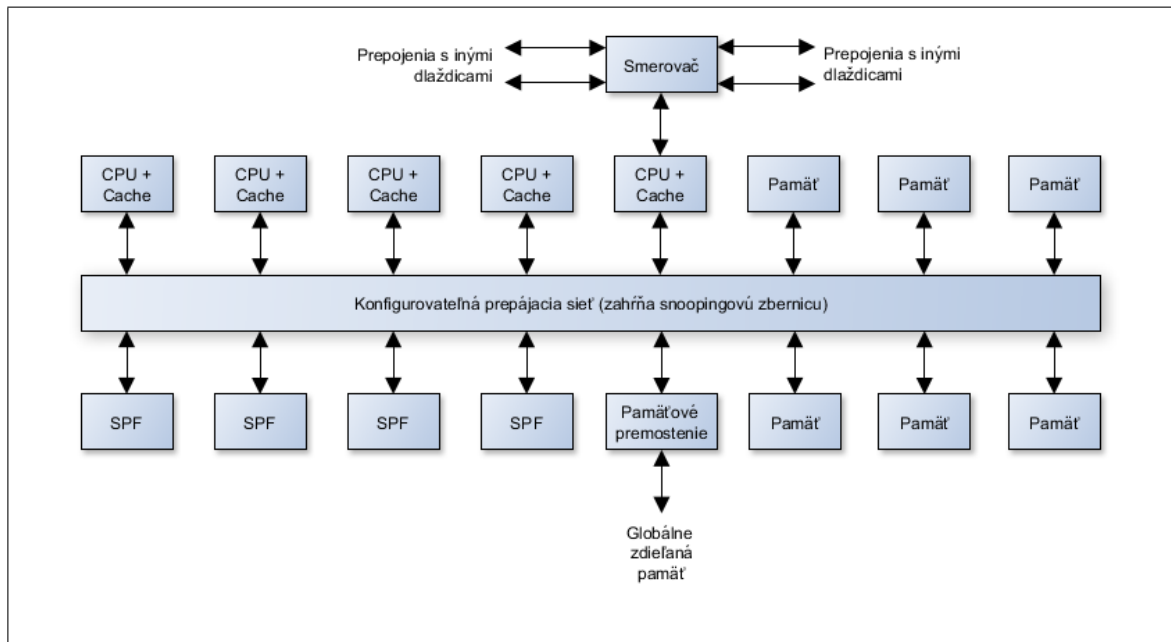 Prepojenia s inými
dlaždicami
Smerovač
Prepojenia s inými
dlaždicami
CPU +
Cache
CPU +
Cache
CPU +
Cache
CPU +
Cache
CPU +
Cache
Pamäť
Pamäť
Pamäť
Konfigurovateľná prepájacia sieť (zahŕňa snoopingovú zbernicu)
SPF
SPF
SPF
SPF
Pamäťové
premostenie
Pamäť
Pamäť
Pamäť
Globálne
zdieľaná
pamäť